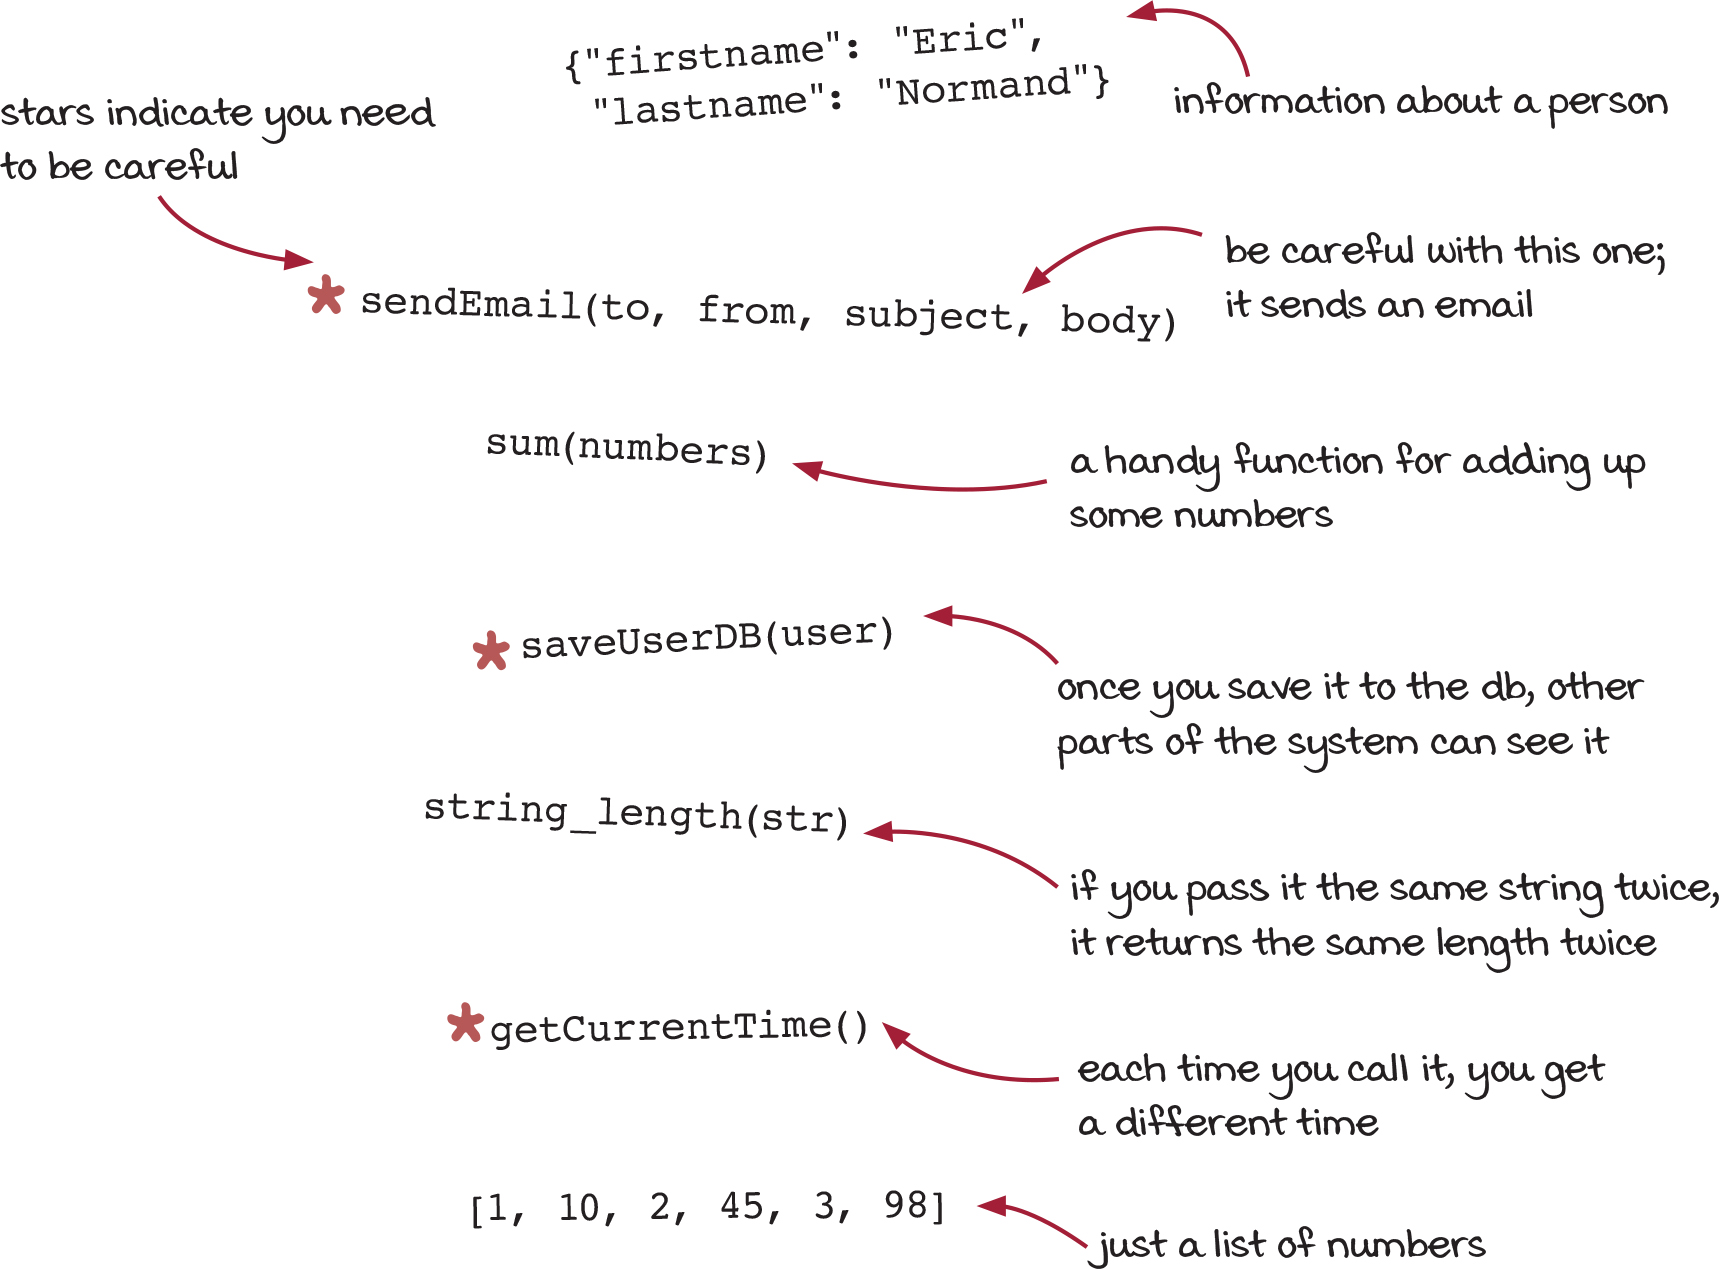 {"firstname": "Eric",
"lastname": "Normand"}
information about a person
stars indicate you need
to be careful
* sendEmail(to, from, subject, body)
be careful with this one;
it sends an email
sum(numbers)
a handy function for adding up
some numbers
* saveUserDB(user)
once you save it to the db, other
parts of the system can see it
string_length(str)
if you pass it the same string twice,
it returns the same length twice
* getCurrentTime()
each time you call it, you get
a different time
[1, 10, 2, 45, 3, 98]
just a list of numbers